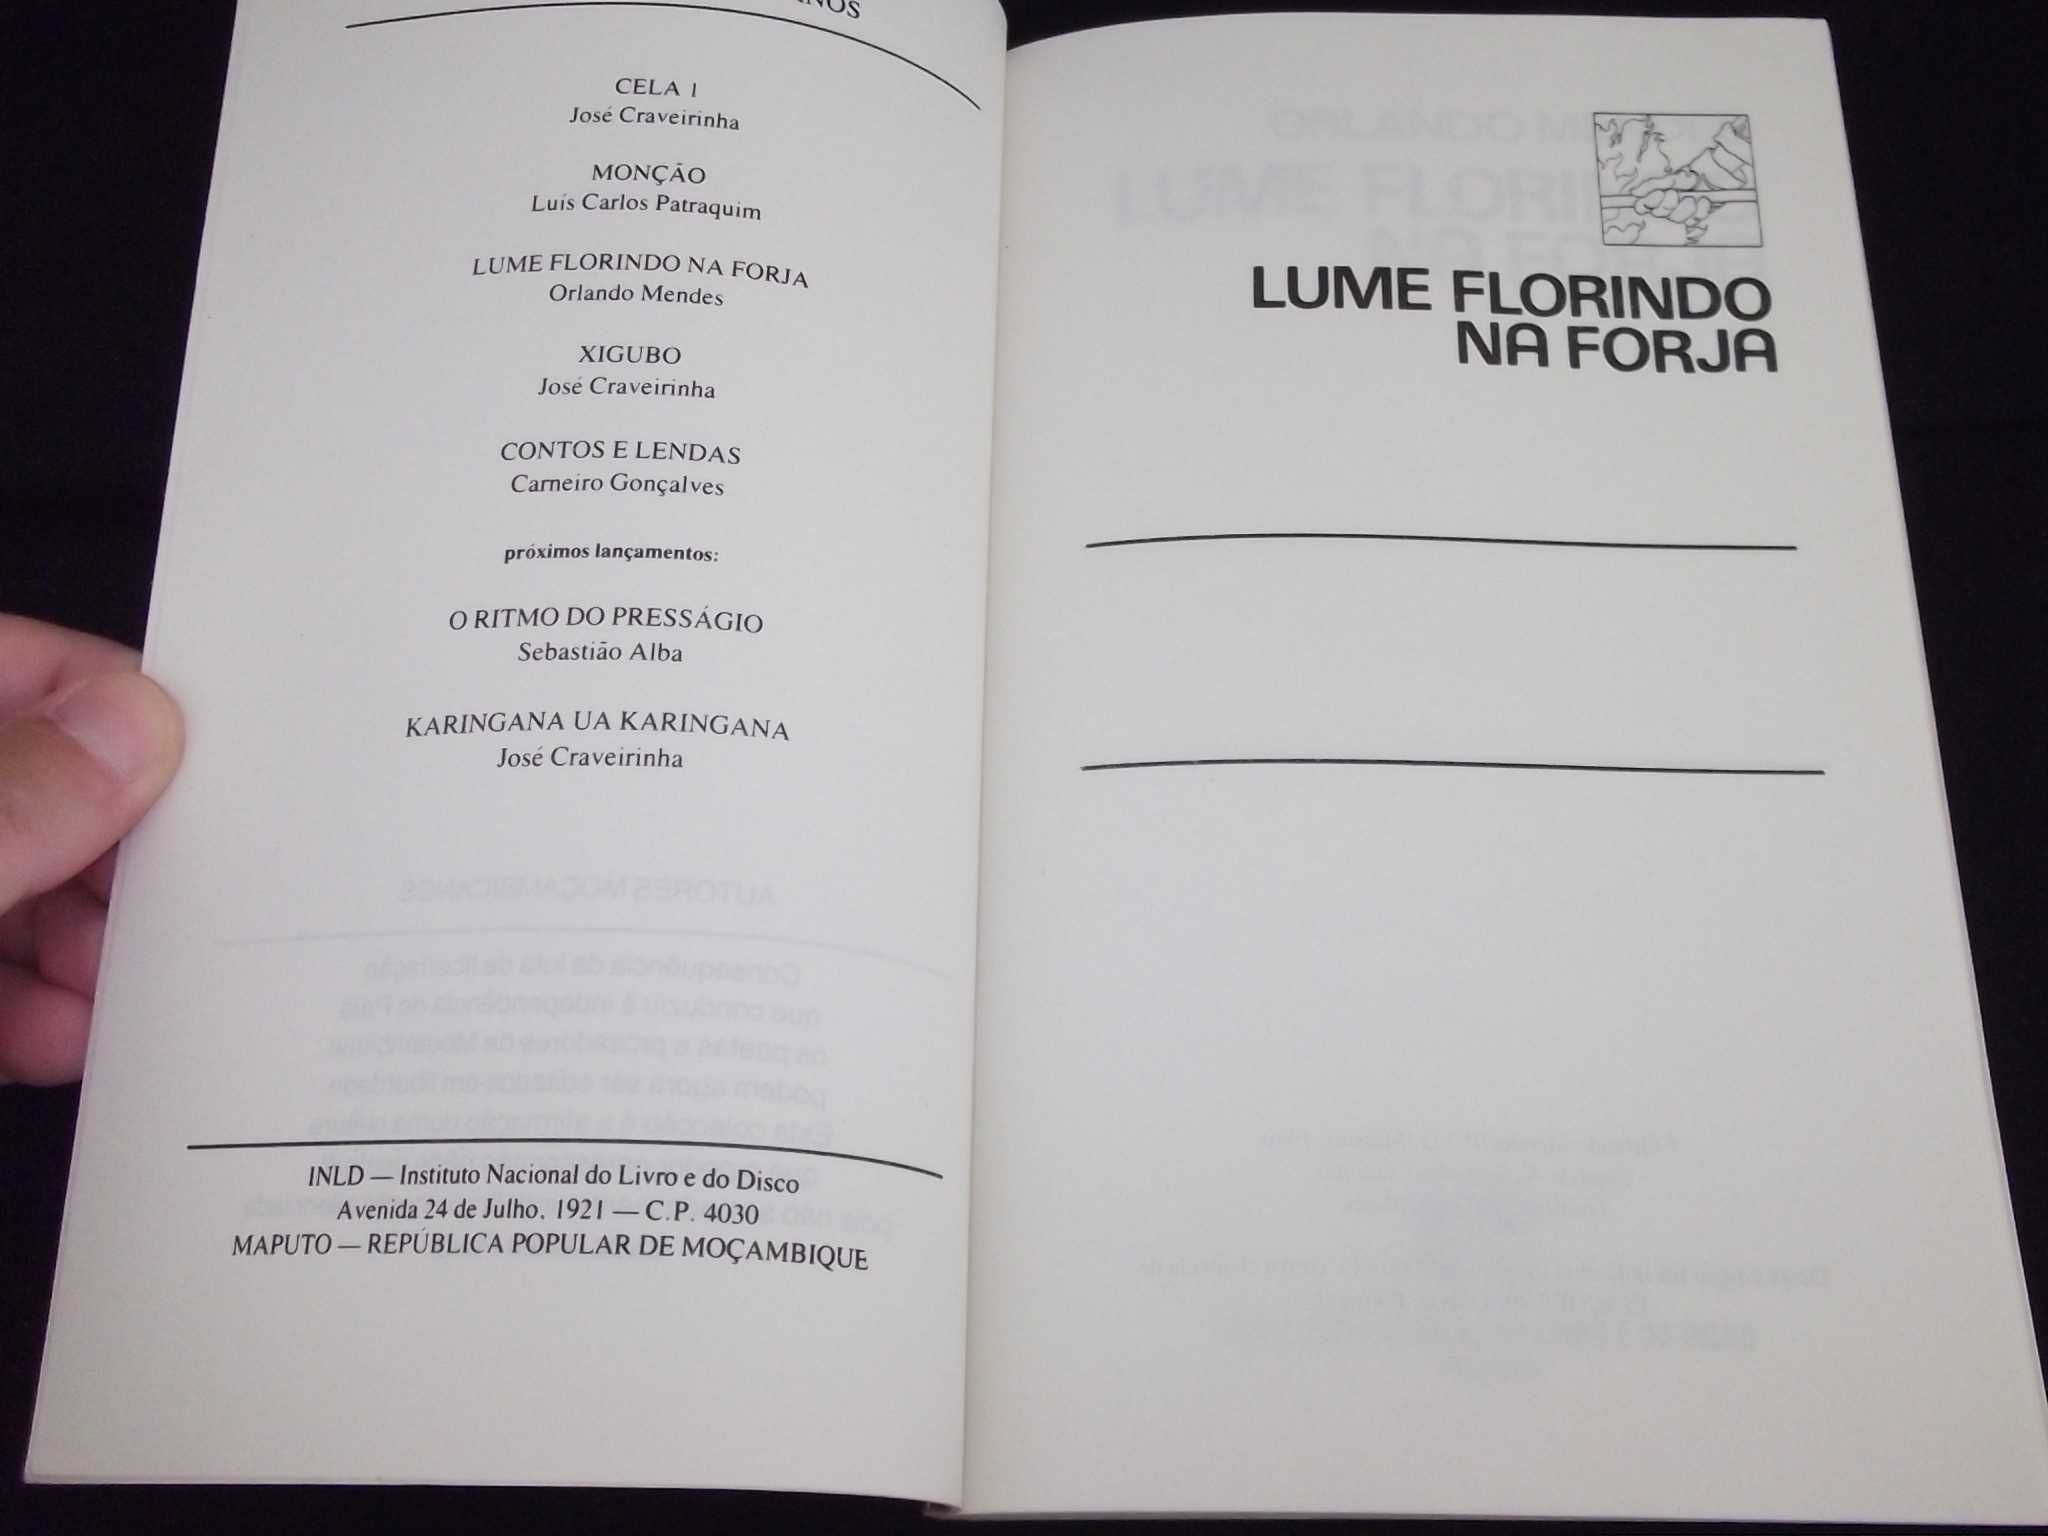 CELA 1
José Craveirinha
MONÇÃO
Luís Carlos Patraquim
LUME FLORINDO NA FORJA
Orlando Mendes
XIGUBO
José Craveirinha
CONTOS E LENDAS
Carneiro Gonçalves
próximos lançamentos:
O RITMO DO PRESSÁGIO
Sebastião Alba
KARINGANA UA KARINGANA
José Craveirinha
INLD — Instituto Nacional do Livro e do Disco
Avenida 24 de Julho, 1921 — C.P. 4030
MAPUTO — REPÚBLICA POPULAR DE MOÇAMBIQUE
LUME FLORINDO
NA FORJA